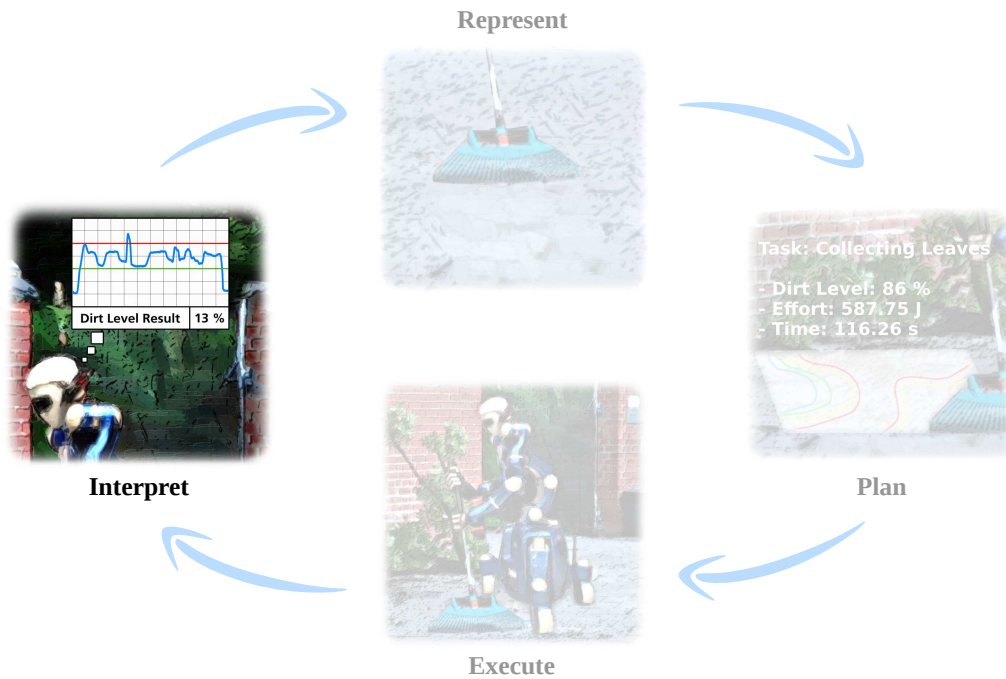 Represent
Dirt Level Result 13 %
Task: Collecting Leaves
- Dirt Level: 86 %
- Effort: 587.75 J
- Time: 116.26 s
Interpret
Plan
Execute